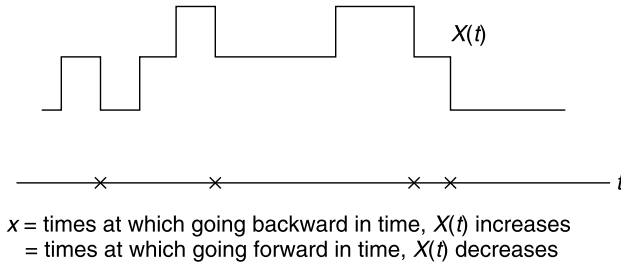 X(t)
t
x = times at which going backward in time, X(t) increases
= times at which going forward in time, X(t) decreases